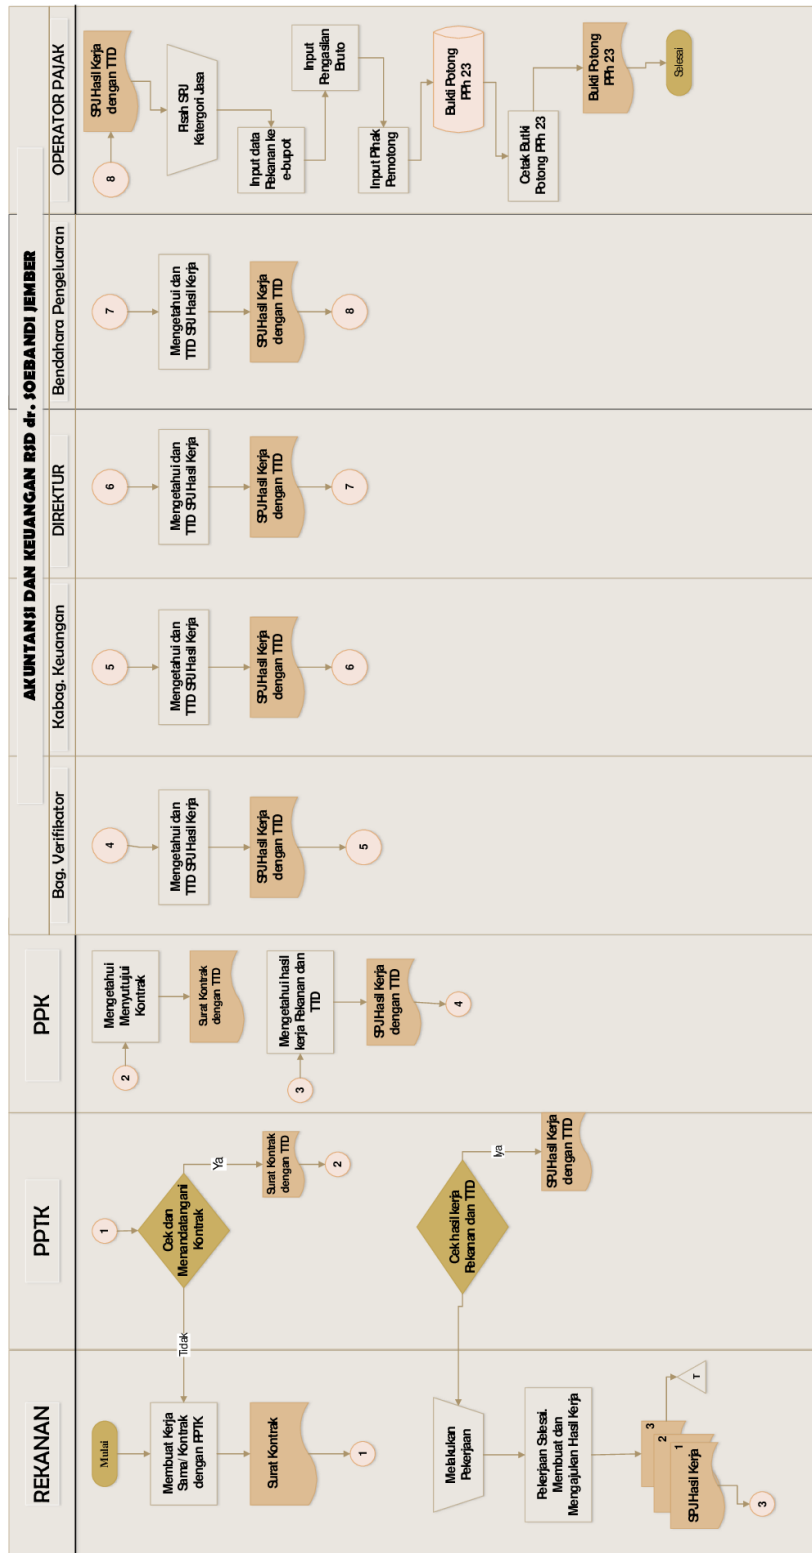 REKANAN
PPTK
PPK
AKUNTANSI DAN KEUANGAN RSD dr. SOEBANDI JEMBER
Bag. Verifikator
Kabag. Keuangan
DIREKTUR
Bendahara Pengeluaran
OPERATOR PAJAK
Mulai
Membuat Kerja
Sama/ Kontrak
dengan PPTK
Surat Kontrak
1
Melakukan
Pekerjaan
Pekerjaan Selesai.
Membuat dan
Mengajukan Hasil Kerja
3
2
1
SPJ Hasil Kerja
T
3
1
Cek dan
Menandatangani
Kontrak
Tidak
Ya
Surat Kontrak
dengan TTD
2
Cek hasil kerja
Rekanan dan TTD
Iya
SPJ Hasil Kerja
dengan TTD
2
Mengetahui
Menyutujui
Kontrak
Surat Kontrak
dengan TTD
3
Mengetahui hasil
kerja Rekanan dan
TTD
SPJ Hasil Kerja
dengan TTD
4
4
Mengetahui dan
TTD SPJ Hasil Kerja
SPJ Hasil Kerja
dengan TTD
5
5
Mengetahui dan
TTD SPJ Hasil Kerja
SPJ Hasil Kerja
dengan TTD
6
6
Mengetahui dan
TTD SPJ Hasil Kerja
SPJ Hasil Kerja
dengan TTD
7
7
Mengetahui dan
TTD SPJ Hasil Kerja
SPJ Hasil Kerja
dengan TTD
8
8
SPJ Hasil Kerja
dengan TTD
Pisah SPJ
Katergori Jasa
Input data
Rekanan ke
e-bupot
Input
Pengasilan
Bruto
Input Pihak
Pemotong
Bukti Potong
PPh 23
Cetak Butki
Potong PPh 23
Bukti Potong
PPh 23
Selesai